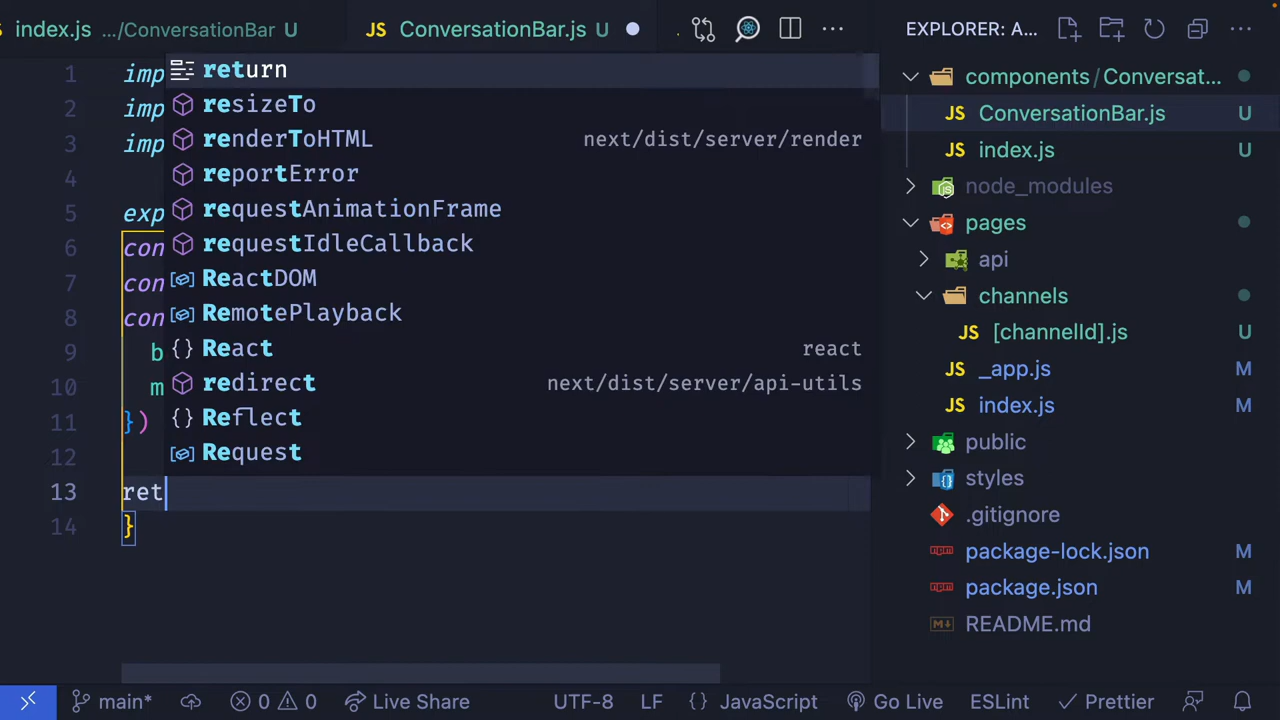 index.js .../ConversationBar U
JS ConversationBar.js U
...
EXPLORER: A...
1 imp
2 imp
3 imp
4
5 exp
6 con
7 con
8 con
9 b
10 m
11 })
12
13 ret
14 }
return
resizeTo
renderToHTML next/dist/server/render
reportError
requestAnimationFrame
requestIdleCallback
ReactDOM
RemotePlayback
{} React react
redirect next/dist/server/api-utils
{} Reflect
Request
components / Conversat...
JS ConversationBar.js U
JS index.js U
node_modules
pages
api
channels
JS [channelId].js U
JS _app.js M
JS index.js M
public
styles
.gitignore
npm package-lock.json M
npm package.json M
README.md
main* 0 0 Live Share UTF-8 LF {} JavaScript Go Live ESLint Prettier